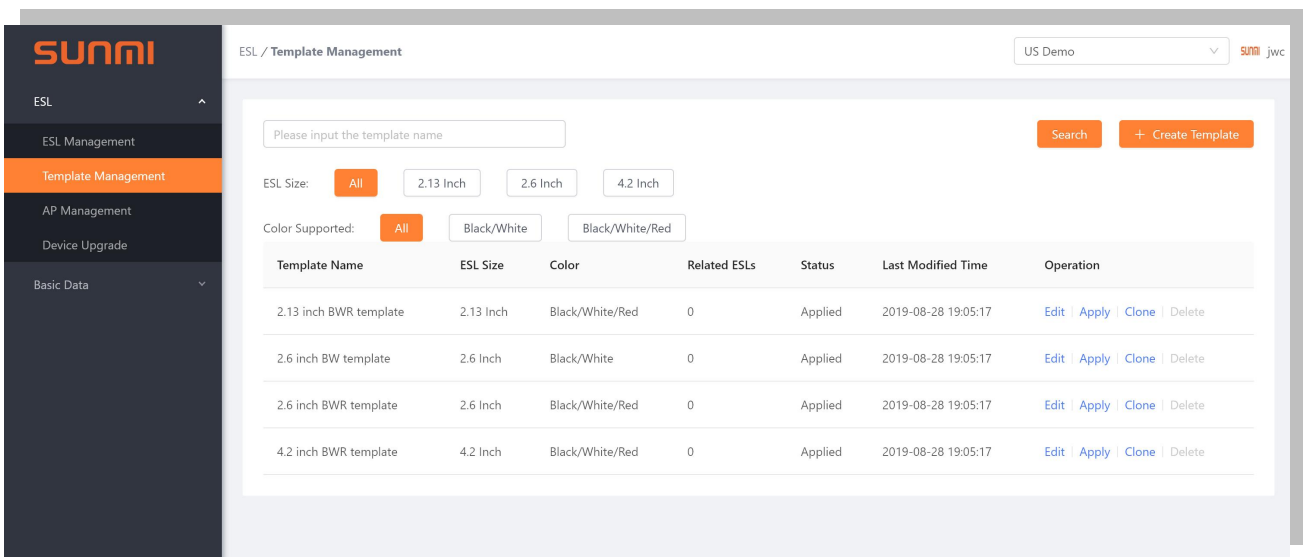 SUNMI
ESL / Template Management
US Demo
SUNMI jwc
ESL
ESL Management
Template Management
AP Management
Device Upgrade
Basic Data
Please input the template name
Search
+ Create Template
ESL Size: All 2.13 Inch 2.6 Inch 4.2 Inch
Color Supported: All Black/White Black/White/Red
Template Name ESL Size Color Related ESLs Status Last Modified Time Operation
2.13 inch BWR template 2.13 Inch Black/White/Red 0 Applied 2019-08-28 19:05:17 Edit | Apply | Clone | Delete
2.6 inch BW template 2.6 Inch Black/White 0 Applied 2019-08-28 19:05:17 Edit | Apply | Clone | Delete
2.6 inch BWR template 2.6 Inch Black/White/Red 0 Applied 2019-08-28 19:05:17 Edit | Apply | Clone | Delete
4.2 inch BWR template 4.2 Inch Black/White/Red 0 Applied 2019-08-28 19:05:17 Edit | Apply | Clone | Delete